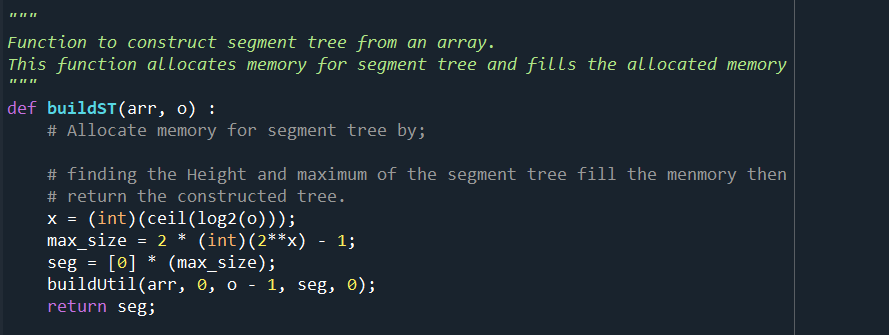 """
Function to construct segment tree from an array.
This function allocates memory for segment tree and fills the allocated memory
"""
def buildST(arr, o) :
    # Allocate memory for segment tree by;

    # finding the Height and maximum of the segment tree fill the menmory then
    # return the constructed tree.
    x = (int)(ceil(log2(o)));
    max_size = 2 * (int)(2**x) - 1;
    seg = [0] * (max_size);
    buildUtil(arr, 0, o - 1, seg, 0);
    return seg;